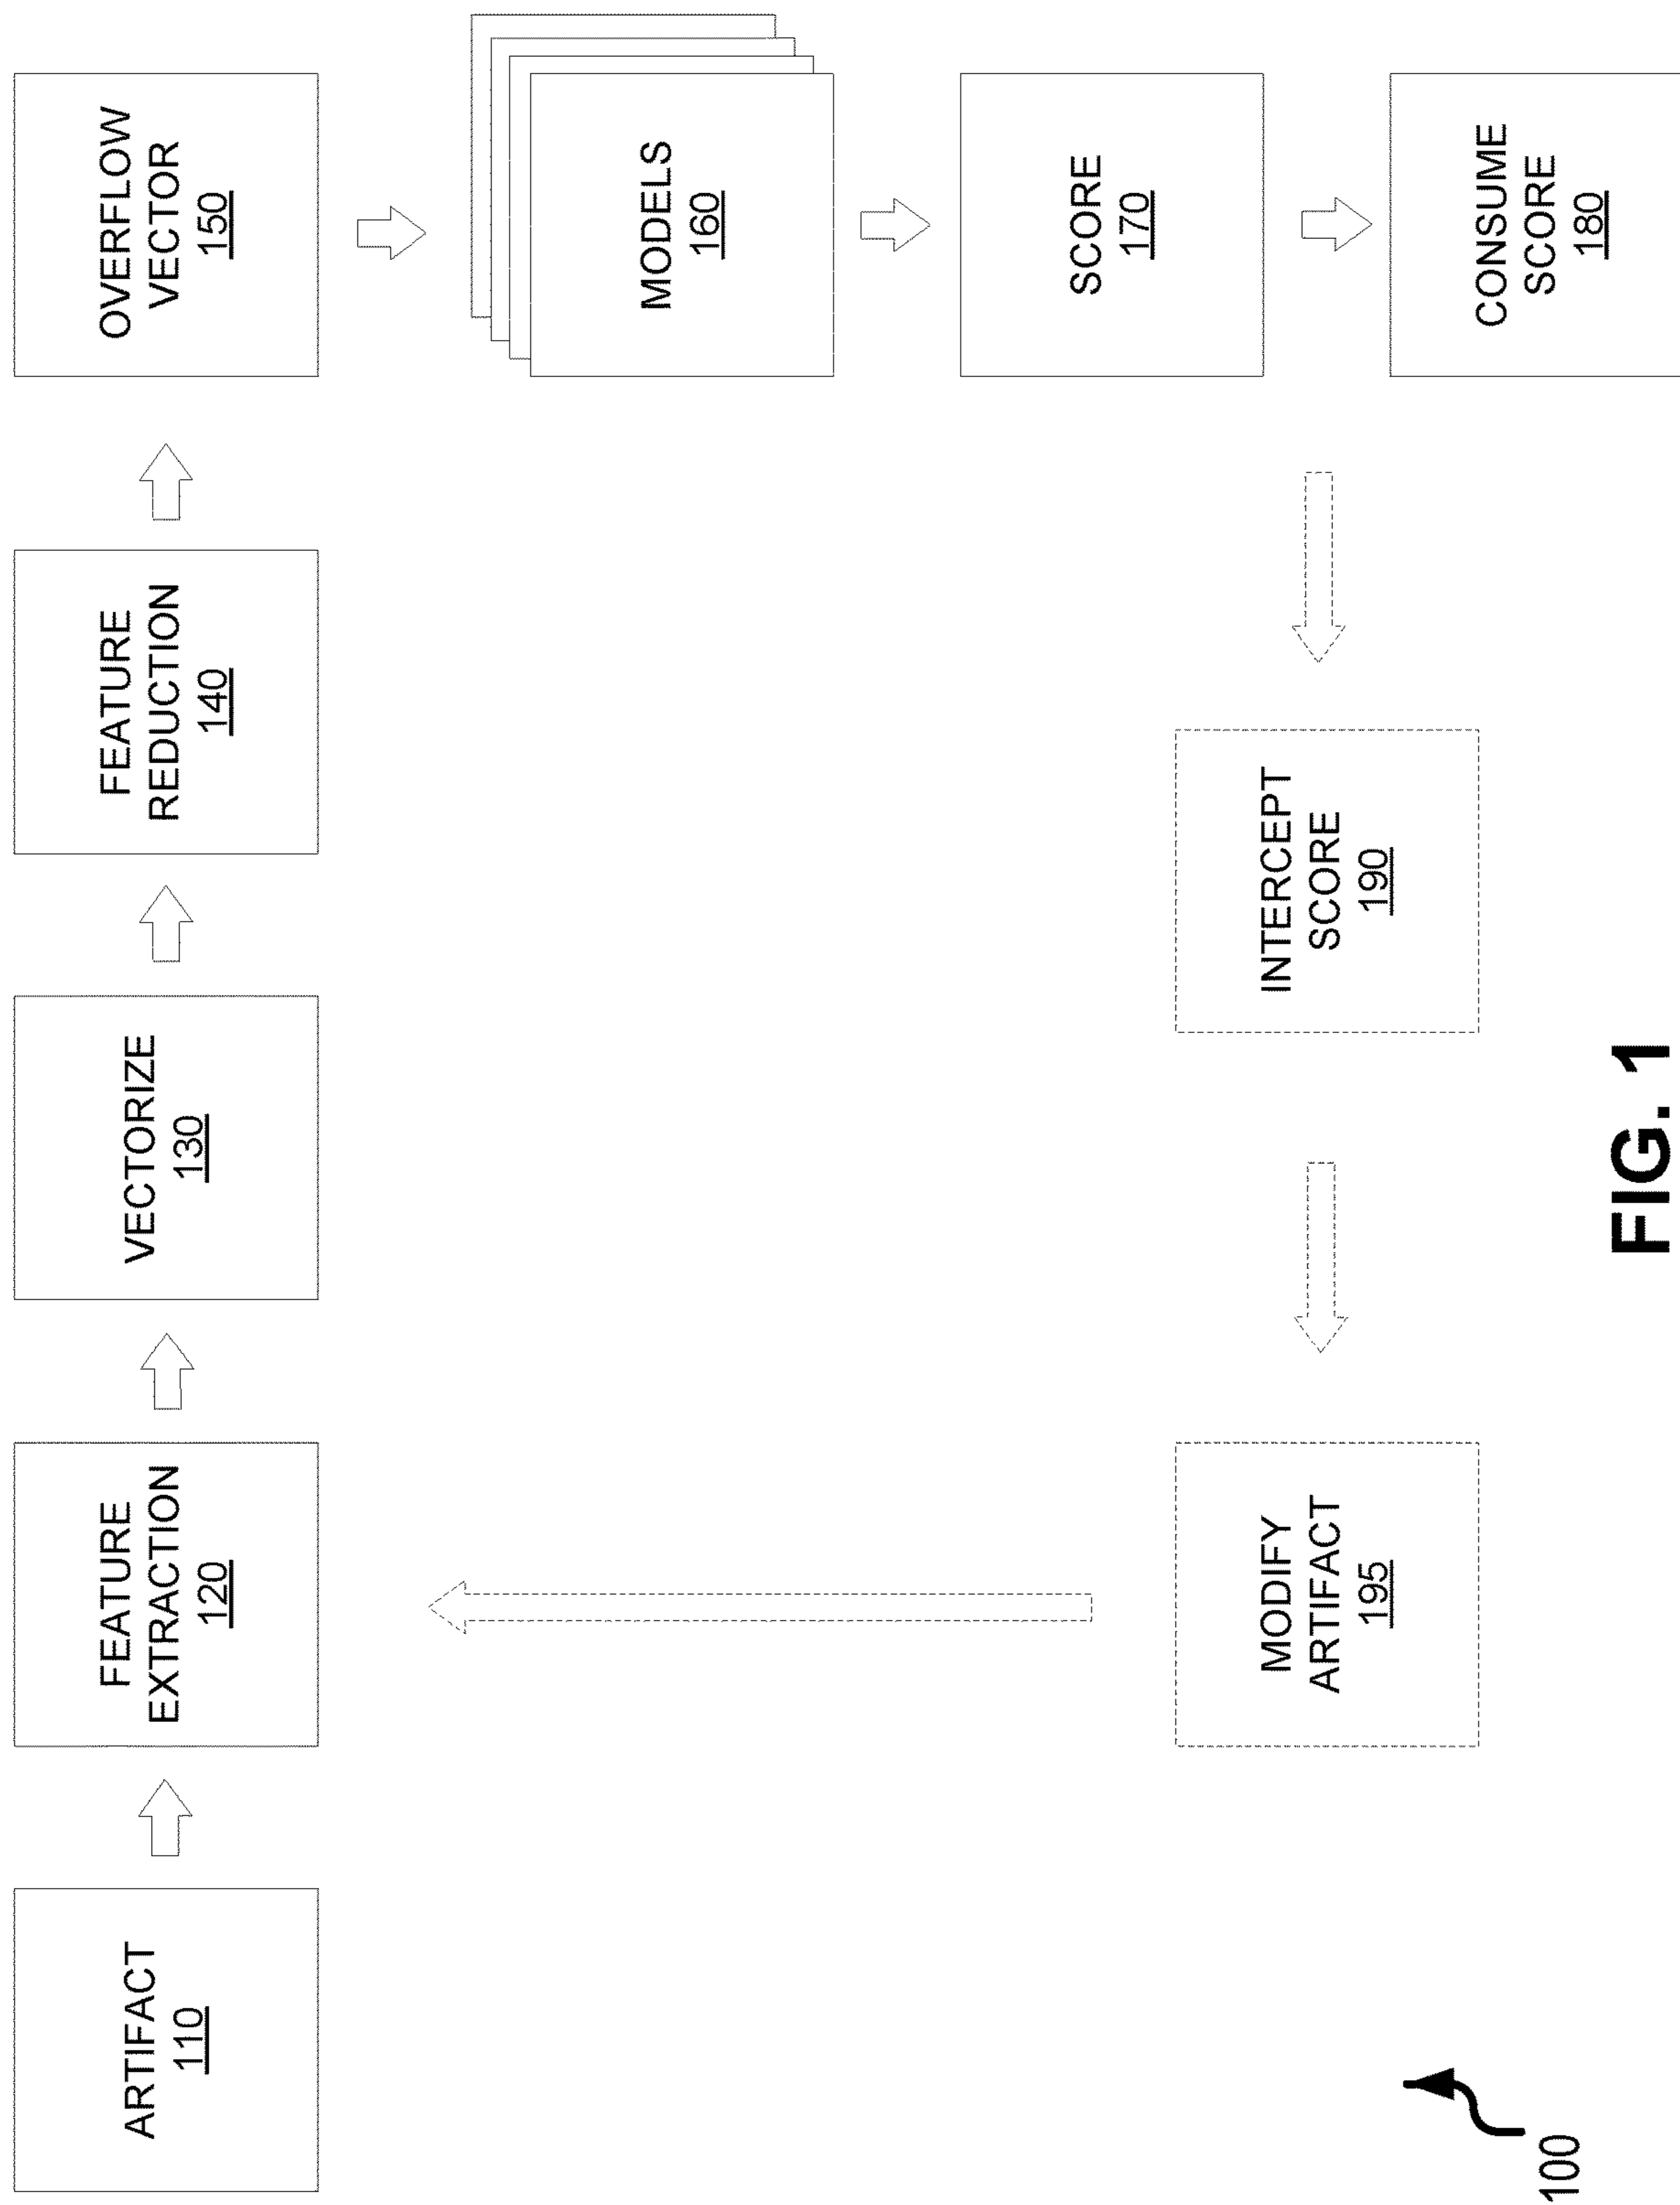 ARTIFACT
110
FEATURE
EXTRACTION
120
VECTORIZE
130
FEATURE
REDUCTION
140
OVERFLOW
VECTOR
150
MODELS
160
SCORE
170
CONSUME
SCORE
180
INTERCEPT
SCORE
190
MODIFY
ARTIFACT
195
100
FIG. 1